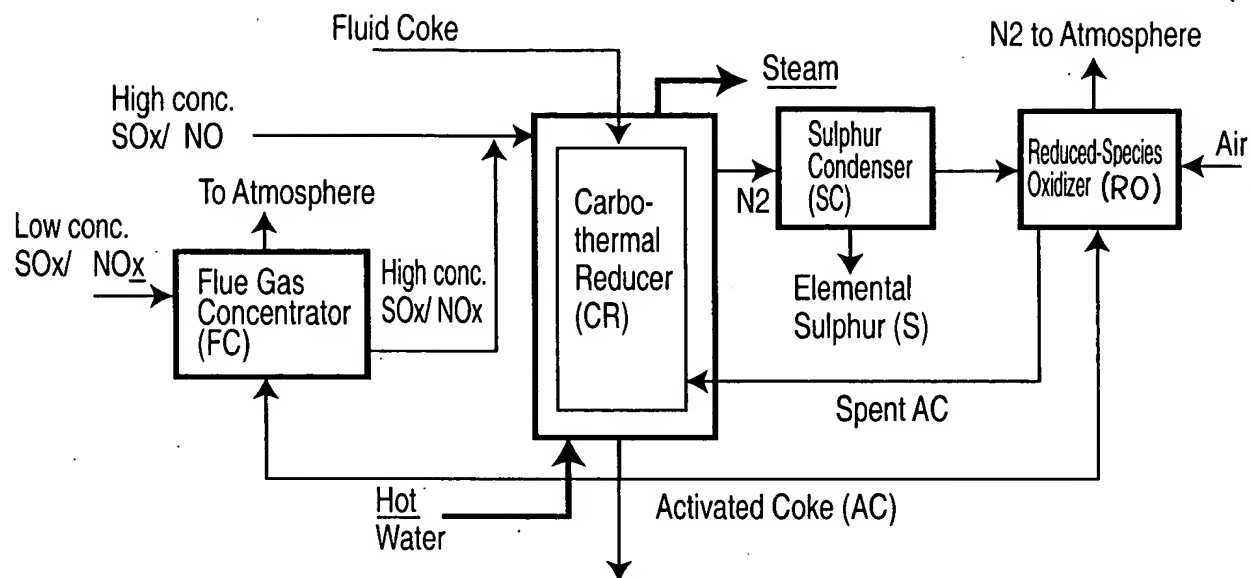 Fluid Coke
N2 to Atmosphere
Steam
High conc.
SOx/ NO
Sulphur
Condenser
(SC)
Reduced-Species
Oxidizer (RO)
Air
To Atmosphere
N2
Low conc.
SOx/ NOx
Carbo-
thermal
Reducer
(CR)
Flue Gas
Concentrator
(FC)
High conc.
SOx/ NOx
Elemental
Sulphur (S)
Spent AC
Hot
Water
Activated Coke (AC)